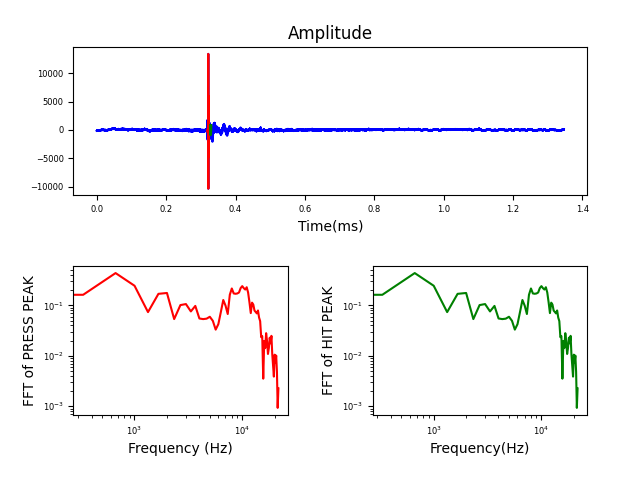 Amplitude
10000
5000
0
−5000
−10000
0.0 0.2 0.4 0.6 0.8 1.0 1.2 1.4
Time(ms)
FFT of PRESS PEAK
10⁻¹
10⁻²
10⁻³
10³ 10⁴
Frequency (Hz)
FFT of HIT PEAK
10⁻¹
10⁻²
10⁻³
10³ 10⁴
Frequency(Hz)